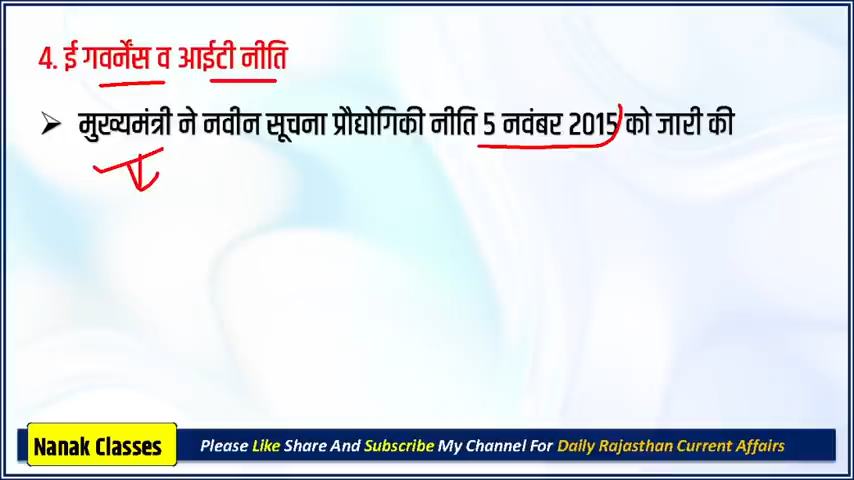 4. ई गवर्नेंस व आईटी नीति
➢ मुख्यमंत्री ने नवीन सूचना प्रौद्योगिकी नीति 5 नवंबर 2015 को जारी की
Nanak Classes
Please Like Share And Subscribe My Channel For Daily Rajasthan Current Affairs